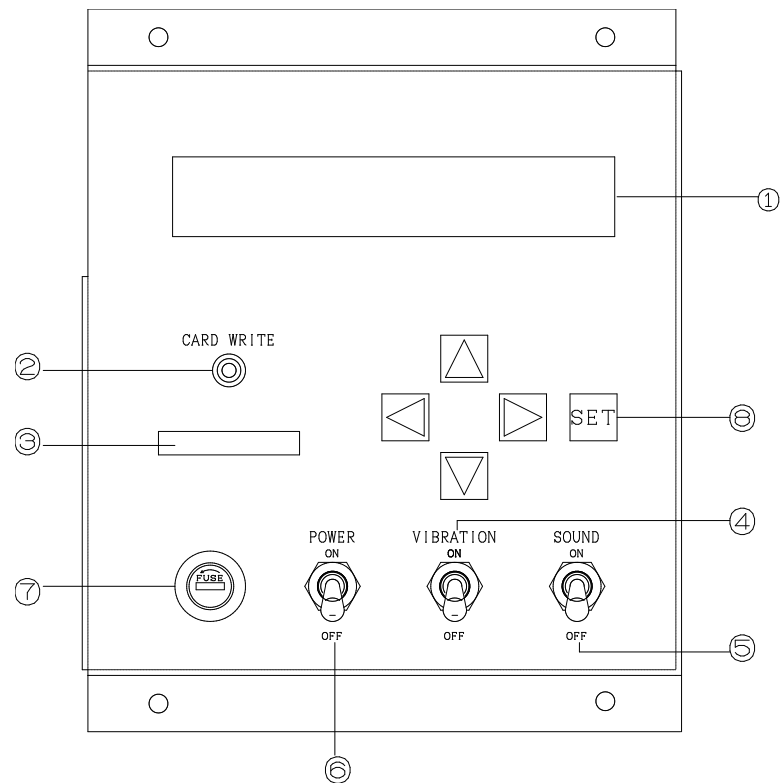 ①
CARD WRITE
②
③
SET
⑧
④
POWER
VIBRATION
SOUND
ON
ON
ON
FUSE
⑦
OFF
OFF
OFF
⑤
⑥